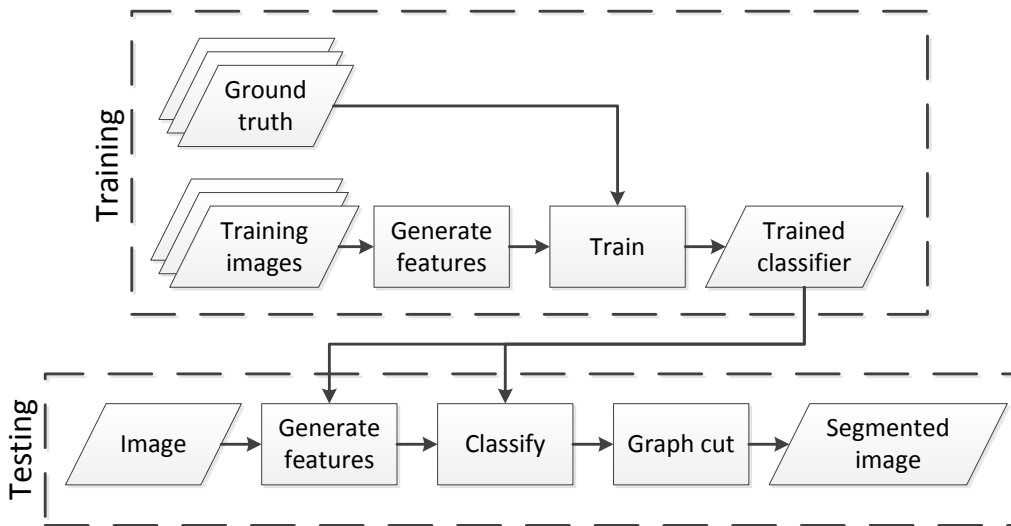 Training
Ground
truth
Training
images
Generate
features
Train
Trained
classifier
Testing
Image
Generate
features
Classify
Graph cut
Segmented
image